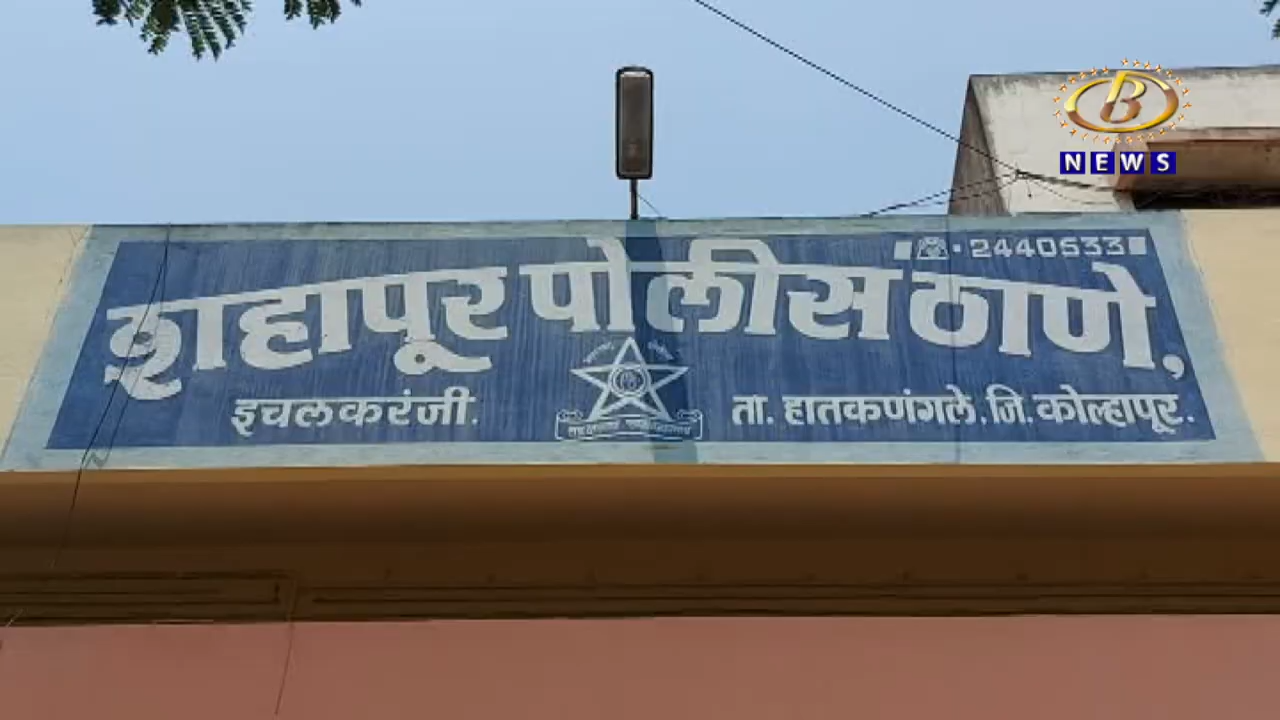 B
NEWS
2440533
शहापूर पोलीस ठाणे,
इचलकरंजी.
ता. हातकणंगले, जि. कोल्हापूर.